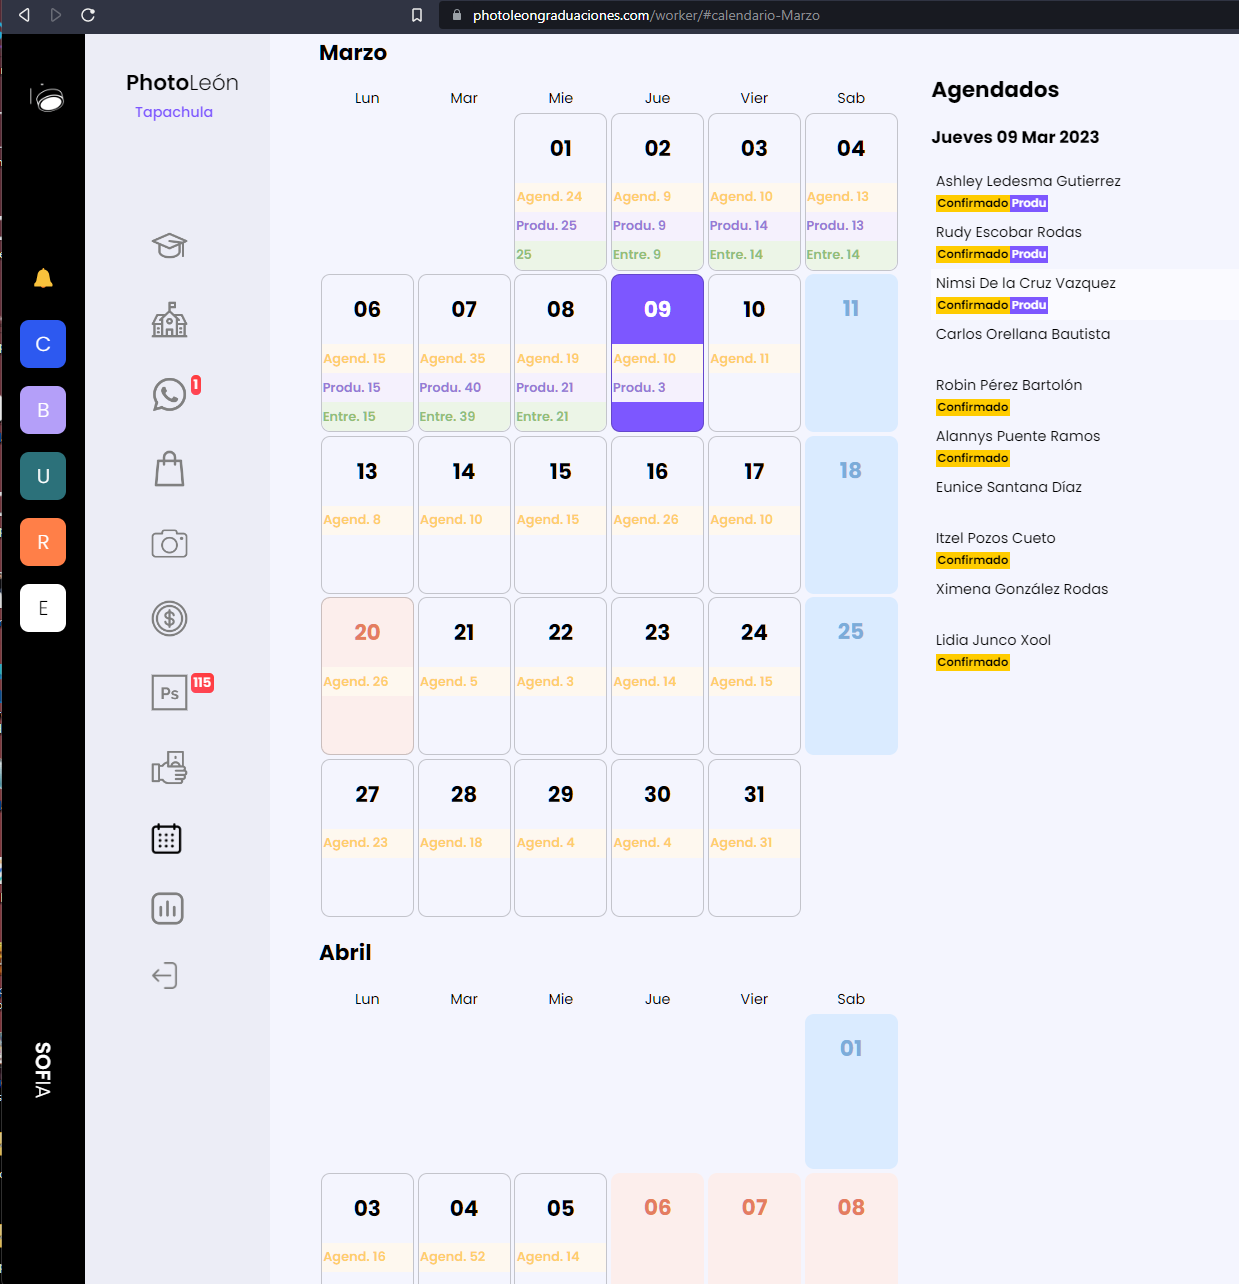 photoleongraduaciones.com/worker/#calendario-Marzo
PhotoLeón
Tapachula
C
B
U
R
E
SOFIA
1
Ps
115
Marzo
Lun Mar Mie Jue Vier Sab
01 02 03 04
Agend. 24 Agend. 9 Agend. 10 Agend. 13
Produ. 25 Produ. 9 Produ. 14 Produ. 13
25 Entre. 9 Entre. 14 Entre. 14
06 07 08 09 10 11
Agend. 15 Agend. 35 Agend. 19 Agend. 10 Agend. 11
Produ. 15 Produ. 40 Produ. 21 Produ. 3
Entre. 15 Entre. 39 Entre. 21
13 14 15 16 17 18
Agend. 8 Agend. 10 Agend. 15 Agend. 26 Agend. 10
20 21 22 23 24 25
Agend. 26 Agend. 5 Agend. 3 Agend. 14 Agend. 15
27 28 29 30 31
Agend. 23 Agend. 18 Agend. 4 Agend. 4 Agend. 31
Abril
Lun Mar Mie Jue Vier Sab
01
03 04 05 06 07 08
Agend. 16 Agend. 52 Agend. 14
Agendados
Jueves 09 Mar 2023
Ashley Ledesma Gutierrez
Confirmado Produ
Rudy Escobar Rodas
Confirmado Produ
Nimsi De la Cruz Vazquez
Confirmado Produ
Carlos Orellana Bautista
Robin Pérez Bartolón
Confirmado
Alannys Puente Ramos
Confirmado
Eunice Santana Díaz
Itzel Pozos Cueto
Confirmado
Ximena González Rodas
Lidia Junco Xool
Confirmado